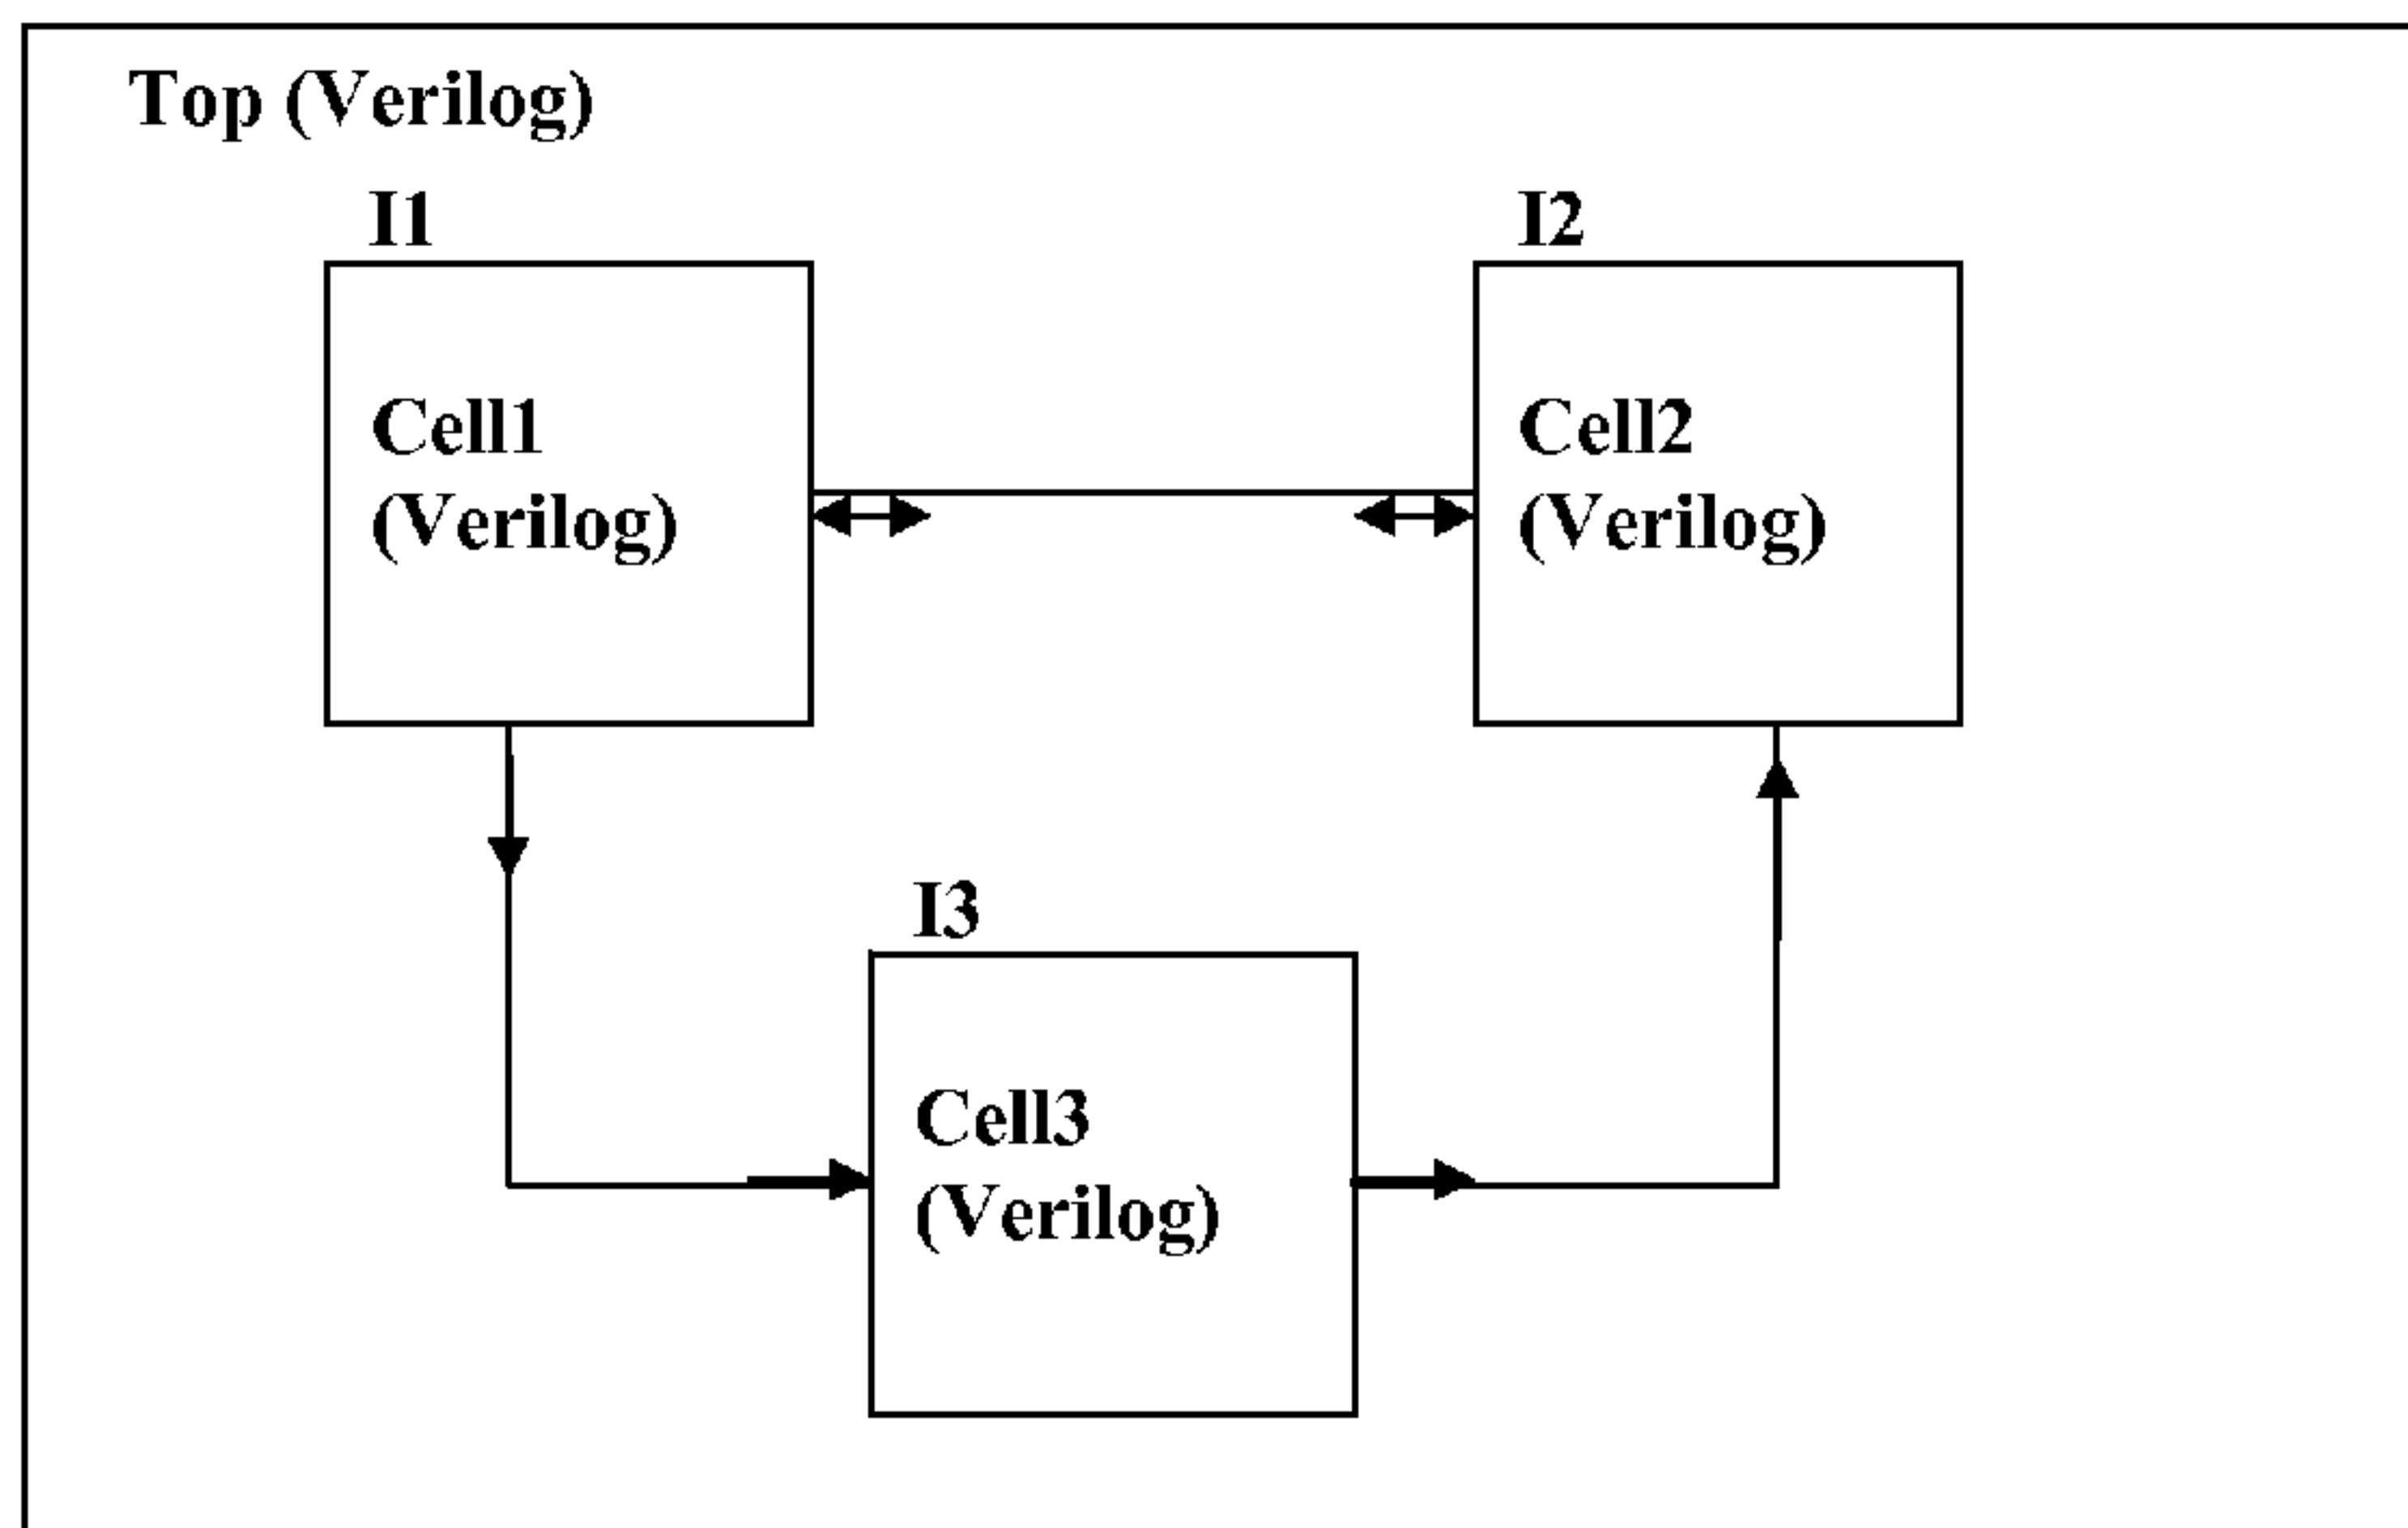 Top (Verilog)
I1
I2
Cell1
(Verilog)
Cell2
(Verilog)
I3
Cell3
(Verilog)